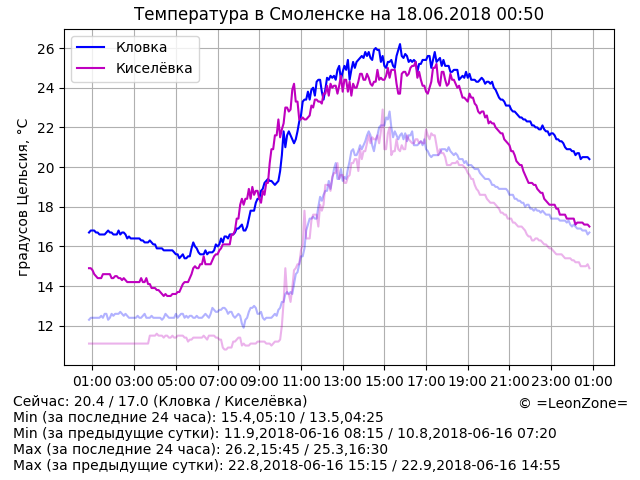 Температура в Смоленске на 18.06.2018 00:50
Кловка
Киселёвка
градусов Цельсия, °C
26
24
22
20
18
16
14
12
01:00 03:00 05:00 07:00 09:00 11:00 13:00 15:00 17:00 19:00 21:00 23:00 01:00
Сейчас: 20.4 / 17.0 (Кловка / Киселёвка)
© =LeonZone=
Min (за последние 24 часа): 15.4,05:10 / 13.5,04:25
Min (за предыдущие сутки): 11.9,2018-06-16 08:15 / 10.8,2018-06-16 07:20
Max (за последние 24 часа): 26.2,15:45 / 25.3,16:30
Max (за предыдущие сутки): 22.8,2018-06-16 15:15 / 22.9,2018-06-16 14:55